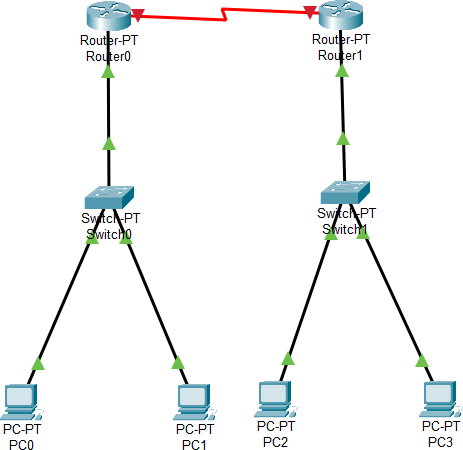 Router-PT
Router0
Router-PT
Router1
Switch-PT
Switch0
Switch-PT
Switch1
PC-PT
PC0
PC-PT
PC1
PC-PT
PC2
PC-PT
PC3